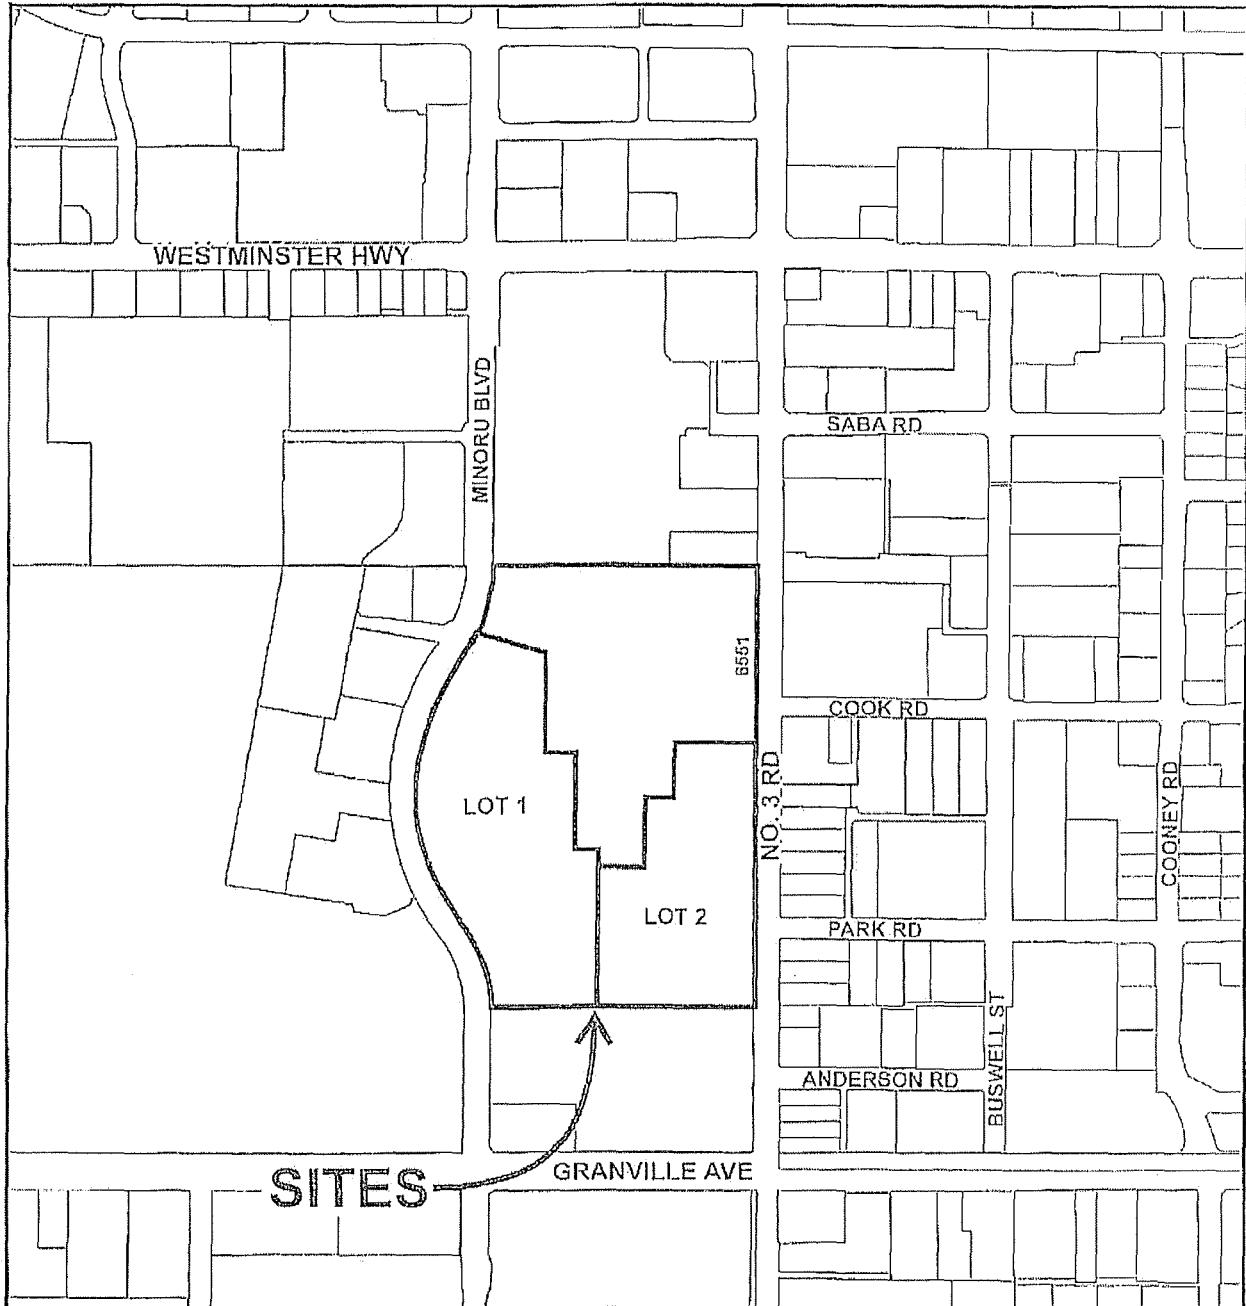 WESTMINSTER HWY
MINORU BLVD
SABA RD
6551
COOK RD
NO. 3 RD
LOT 1
COONEY RD
LOT 2
PARK RD
BUSWELL ST
ANDERSON RD
GRANVILLE AVE
SITES